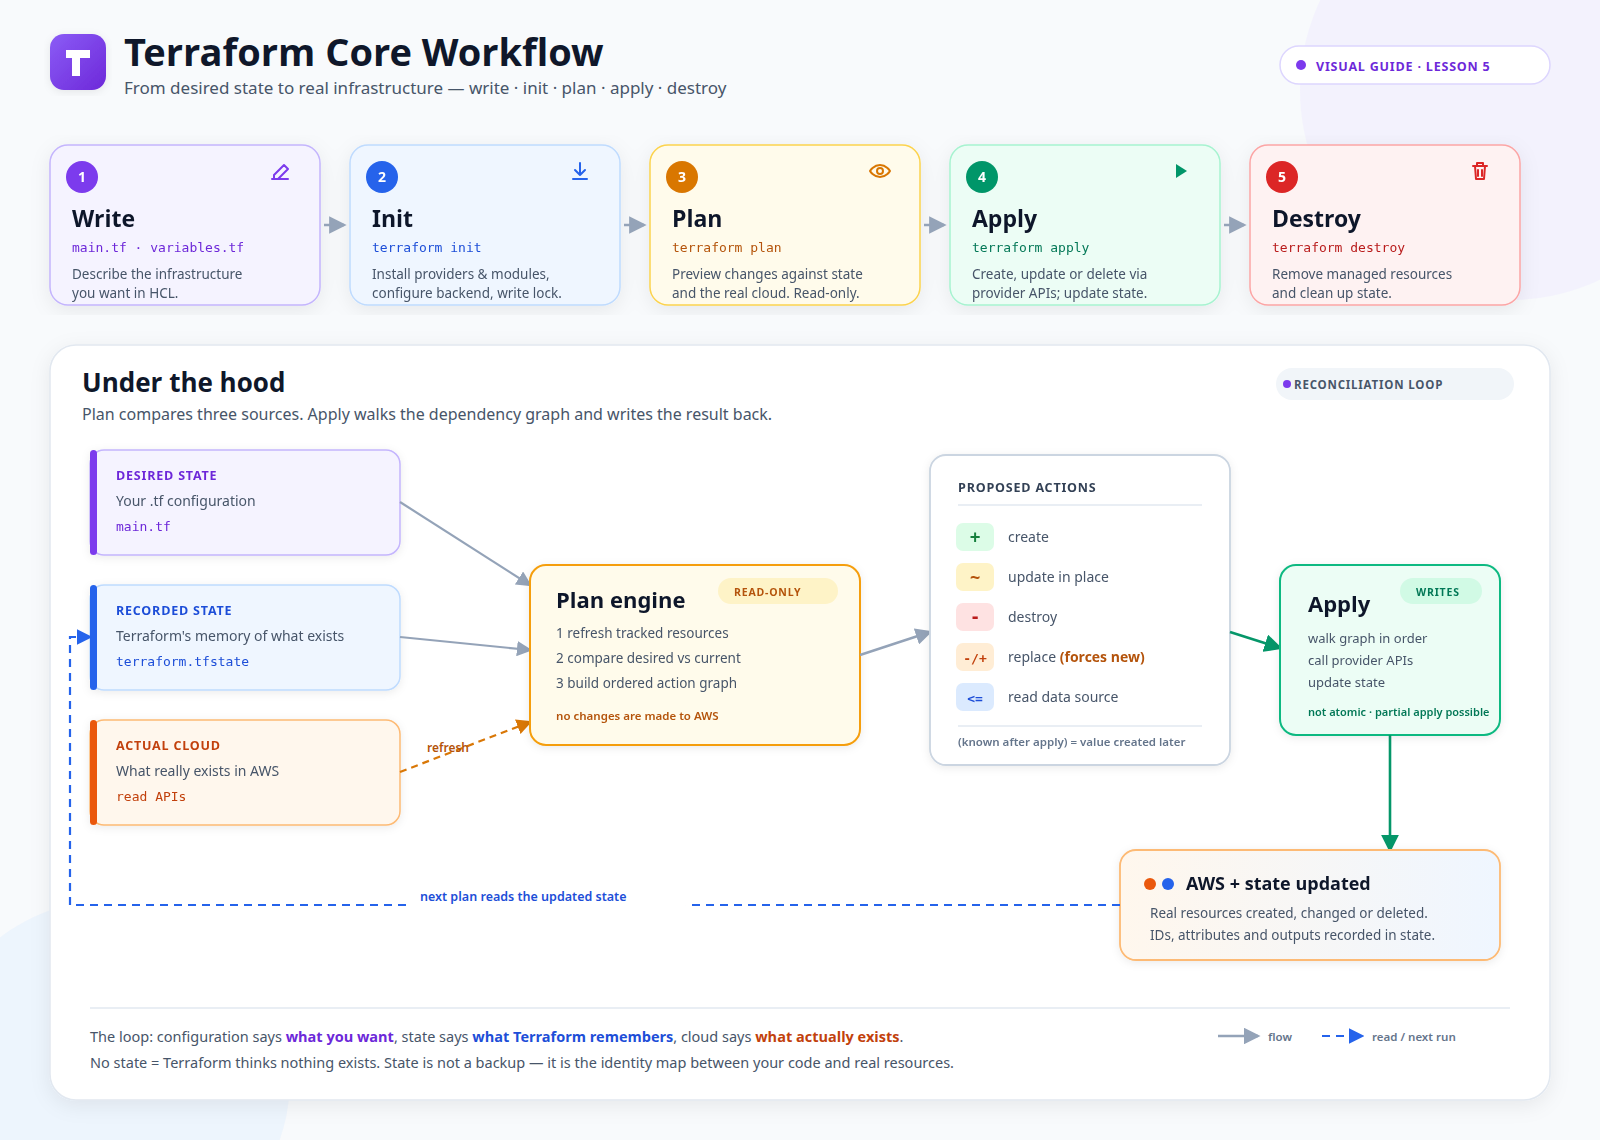 T
Terraform Core Workflow
From desired state to real infrastructure — write · init · plan · apply · destroy
VISUAL GUIDE · LESSON 5
1
Write
main.tf · variables.tf
Describe the infrastructure
you want in HCL.
2
Init
terraform init
Install providers & modules,
configure backend, write lock.
3
Plan
terraform plan
Preview changes against state
and the real cloud. Read-only.
4
Apply
terraform apply
Create, update or delete via
provider APIs; update state.
5
Destroy
terraform destroy
Remove managed resources
and clean up state.
Under the hood
RECONCILIATION LOOP
Plan compares three sources. Apply walks the dependency graph and writes the result back.
DESIRED STATE
Your .tf configuration
main.tf
RECORDED STATE
Terraform's memory of what exists
terraform.tfstate
ACTUAL CLOUD
What really exists in AWS
read APIs
refresh
Plan engine
READ-ONLY
1 refresh tracked resources
2 compare desired vs current
3 build ordered action graph
no changes are made to AWS
PROPOSED ACTIONS
+ create
~ update in place
- destroy
-/+ replace (forces new)
<= read data source
(known after apply) = value created later
Apply
WRITES
walk graph in order
call provider APIs
update state
not atomic · partial apply possible
AWS + state updated
Real resources created, changed or deleted.
IDs, attributes and outputs recorded in state.
next plan reads the updated state
The loop: configuration says what you want, state says what Terraform remembers, cloud says what actually exists.
No state = Terraform thinks nothing exists. State is not a backup — it is the identity map between your code and real resources.
flow
read / next run